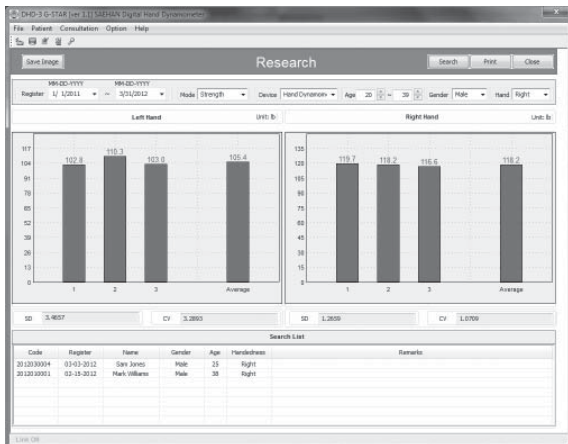 DHD-3 G-STAR [ver 1.1] SAEHAN Digital Hand Dynamometer
File Patient Consultation Option Help
Save Image Research Search Print Close
MM-DD-YYYY MM-DD-YYYY
Register 1/ 1/2011 ~ 3/31/2012 Mode Strength Device Hand Dynamom Age 20 ~ 39 Gender Male Hand Right
Left Hand Unit: lb Right Hand Unit: lb
117
104
91
78
65
52
39
26
13
0
102.8 110.3 103.0 105.4
1 2 3 Average
135
120
105
90
75
60
45
30
15
0
119.7 118.2 116.6 118.2
1 2 3 Average
SD 3.4657 CV 3.2893 SD 1.2659 CV 1.0709
Search List
Code Register Name Gender Age Handedness Remarks
2012030004 03-03-2012 Sam Jones Male 25 Right
2012010001 02-15-2012 Mark Williams Male 38 Right
Line ON